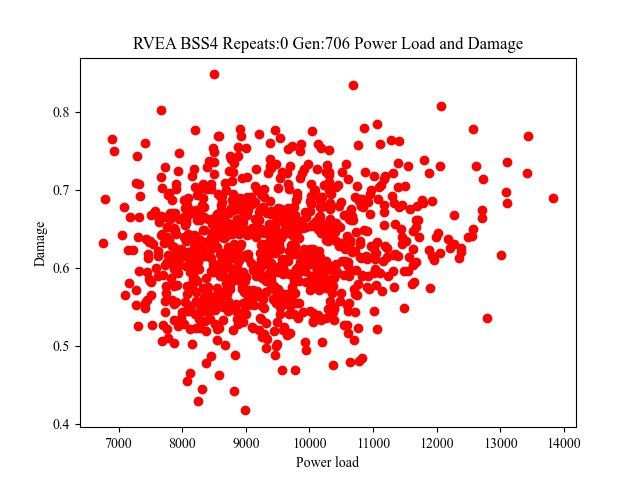 RVEA BSS4 Repeats:0 Gen:706 Power Load and Damage
0.8
0.7
0.6
0.5
0.4
Damage
7000 8000 9000 10000 11000 12000 13000 14000
Power load